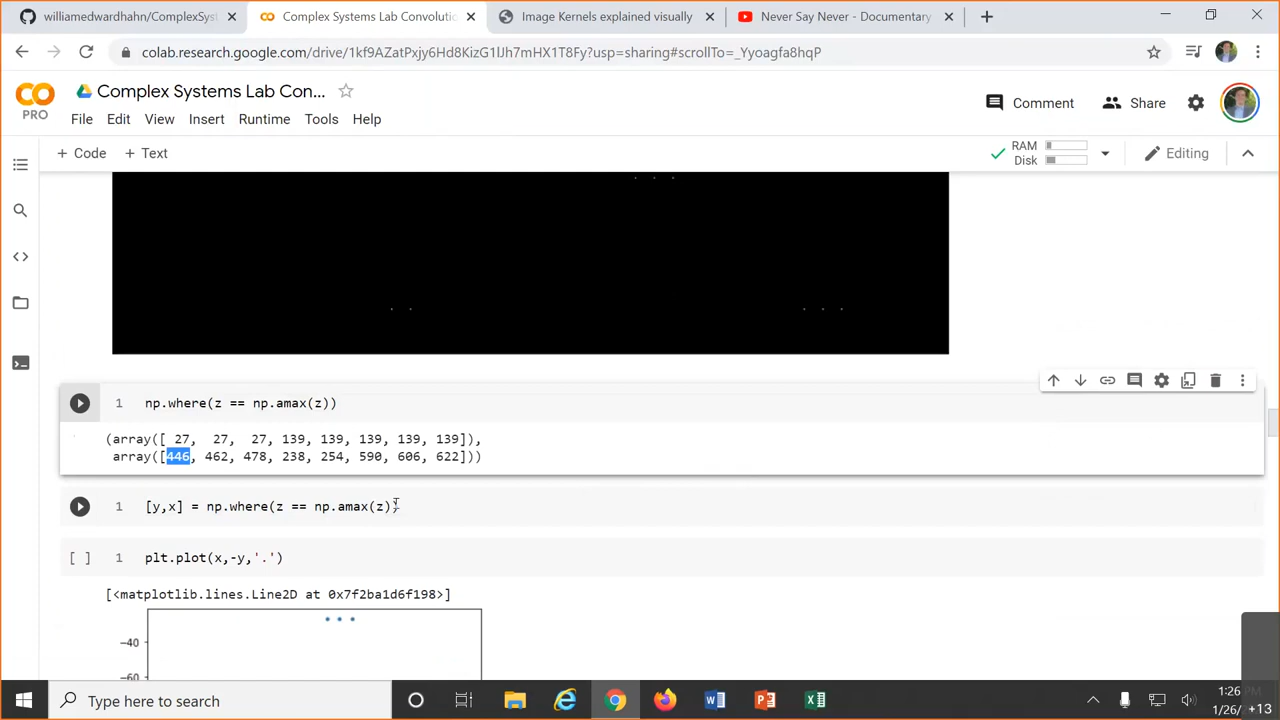 williamedwardhahn/ComplexSyst
Complex Systems Lab Convolutio
Image Kernels explained visually
Never Say Never - Documentary
colab.research.google.com/drive/1kf9AZatPxjy6Hd8KizG1lJh7mHX1T8Fy?usp=sharing#scrollTo=_Yyoagfa8hqP
CO
PRO
Complex Systems Lab Con...
File Edit View Insert Runtime Tools Help
Comment
Share
+ Code + Text
RAM
Disk
Editing
1 np.where(z == np.amax(z))
(array([ 27, 27, 27, 139, 139, 139, 139, 139]),
array([446, 462, 478, 238, 254, 590, 606, 622]))
1 [y,x] = np.where(z == np.amax(z))
[ ] 1 plt.plot(x,-y,'.')
[<matplotlib.lines.Line2D at 0x7f2ba1d6f198>]
-40
-60
Type here to search
1:26 PM
1/26/ +13